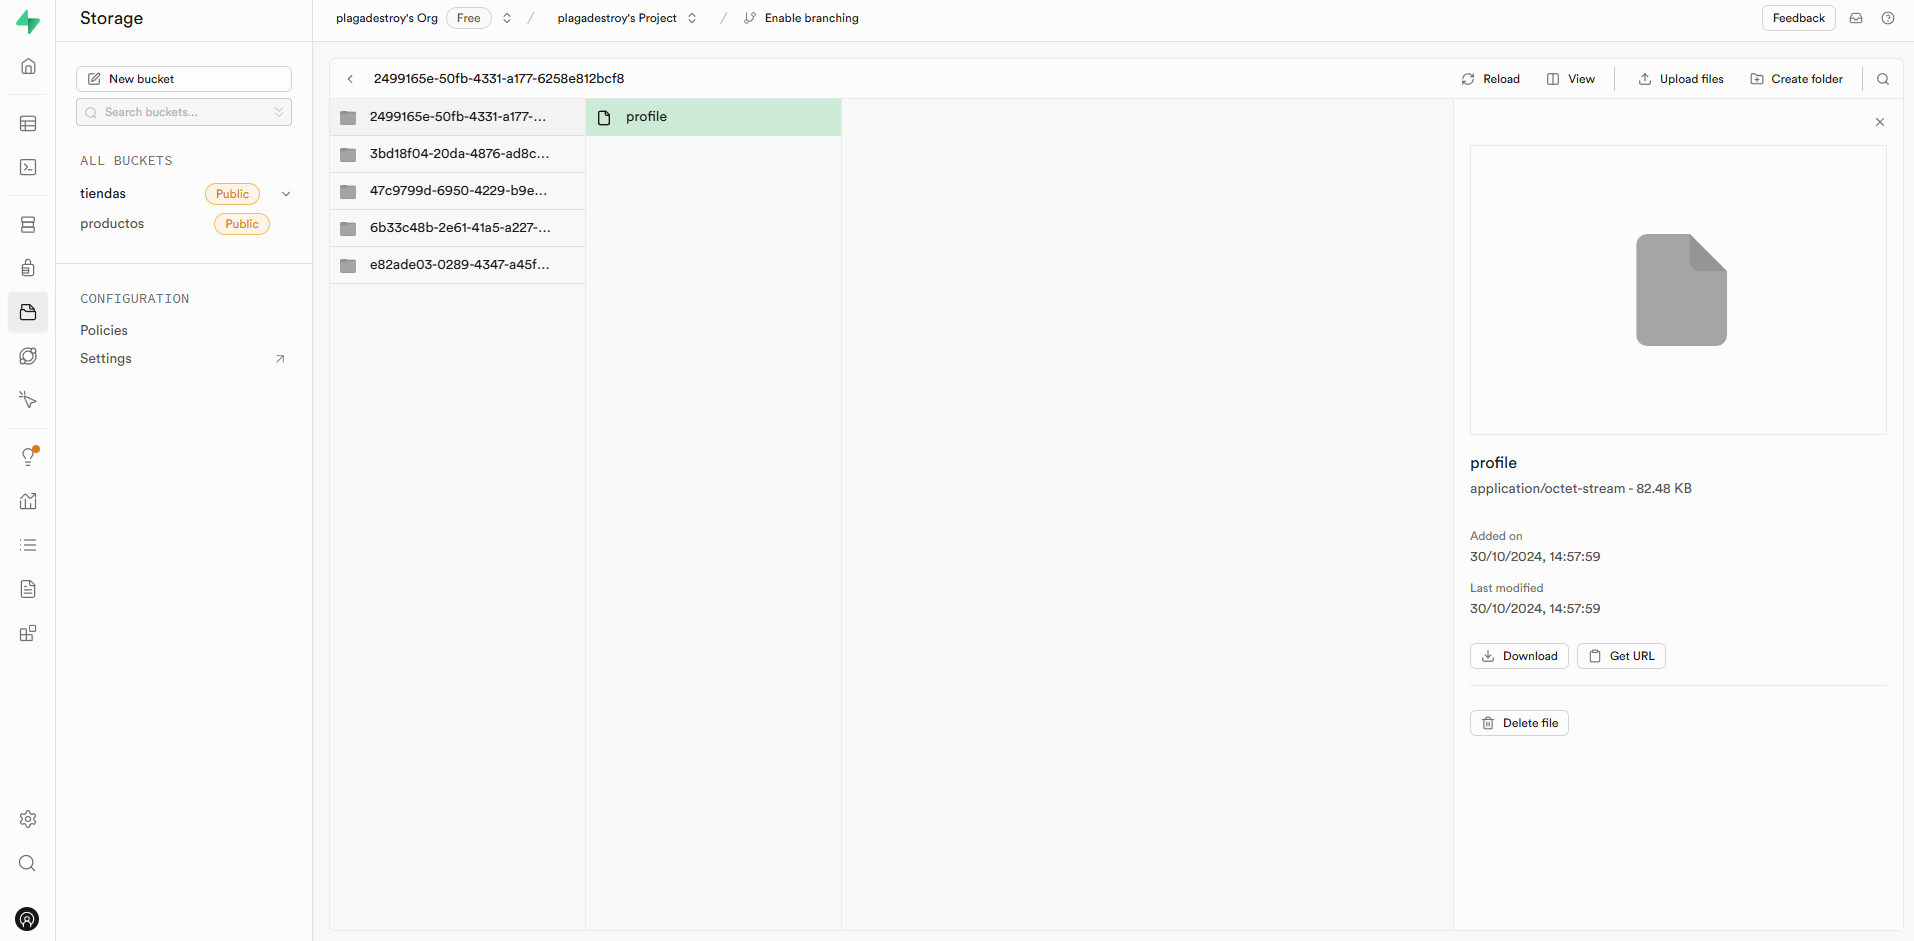 Storage
plagadestroy's Org Free / plagadestroy's Project / Enable branching
Feedback
New bucket
Search buckets...
ALL BUCKETS
tiendas Public
productos Public
CONFIGURATION
Policies
Settings
2499165e-50fb-4331-a177-6258e812bcf8
Reload View Upload files Create folder
2499165e-50fb-4331-a177-...
3bd18f04-20da-4876-ad8c...
47c9799d-6950-4229-b9e...
6b33c48b-2e61-41a5-a227-...
e82ade03-0289-4347-a45f...
profile
profile
application/octet-stream - 82.48 KB
Added on
30/10/2024, 14:57:59
Last modified
30/10/2024, 14:57:59
Download Get URL
Delete file